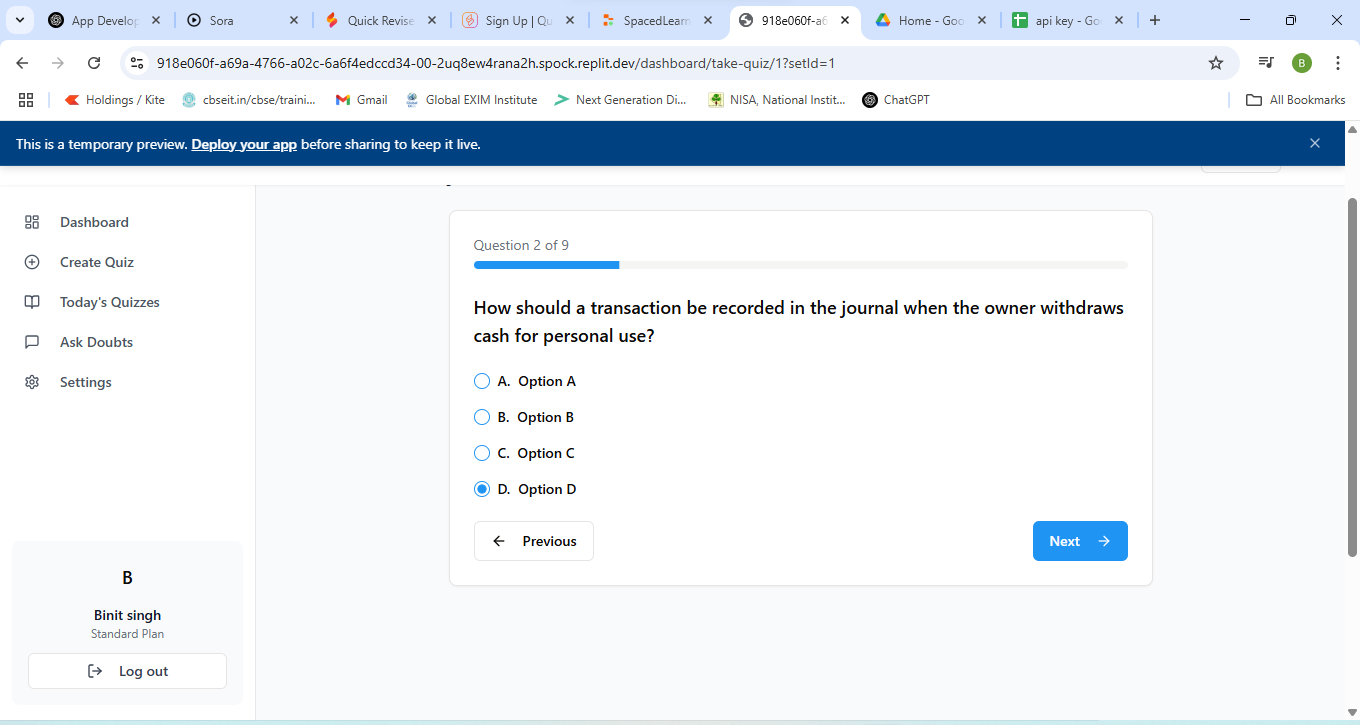 App Develop
Sora
Quick Revise
Sign Up | Qu
SpacedLearn
918e060f-a6
Home - Goo
api key - Go
918e060f-a69a-4766-a02c-6a6f4edccd34-00-2uq8ew4rana2h.spock.replit.dev/dashboard/take-quiz/1?setId=1
B
Holdings / Kite
cbseit.in/cbse/traini...
Gmail
Global EXIM Institute
Next Generation Di...
NISA, National Instit...
ChatGPT
All Bookmarks
This is a temporary preview. Deploy your app before sharing to keep it live.
Dashboard
Create Quiz
Today's Quizzes
Ask Doubts
Settings
Question 2 of 9
How should a transaction be recorded in the journal when the owner withdraws
cash for personal use?
A. Option A
B. Option B
C. Option C
D. Option D
Previous
Next
B
Binit singh
Standard Plan
Log out